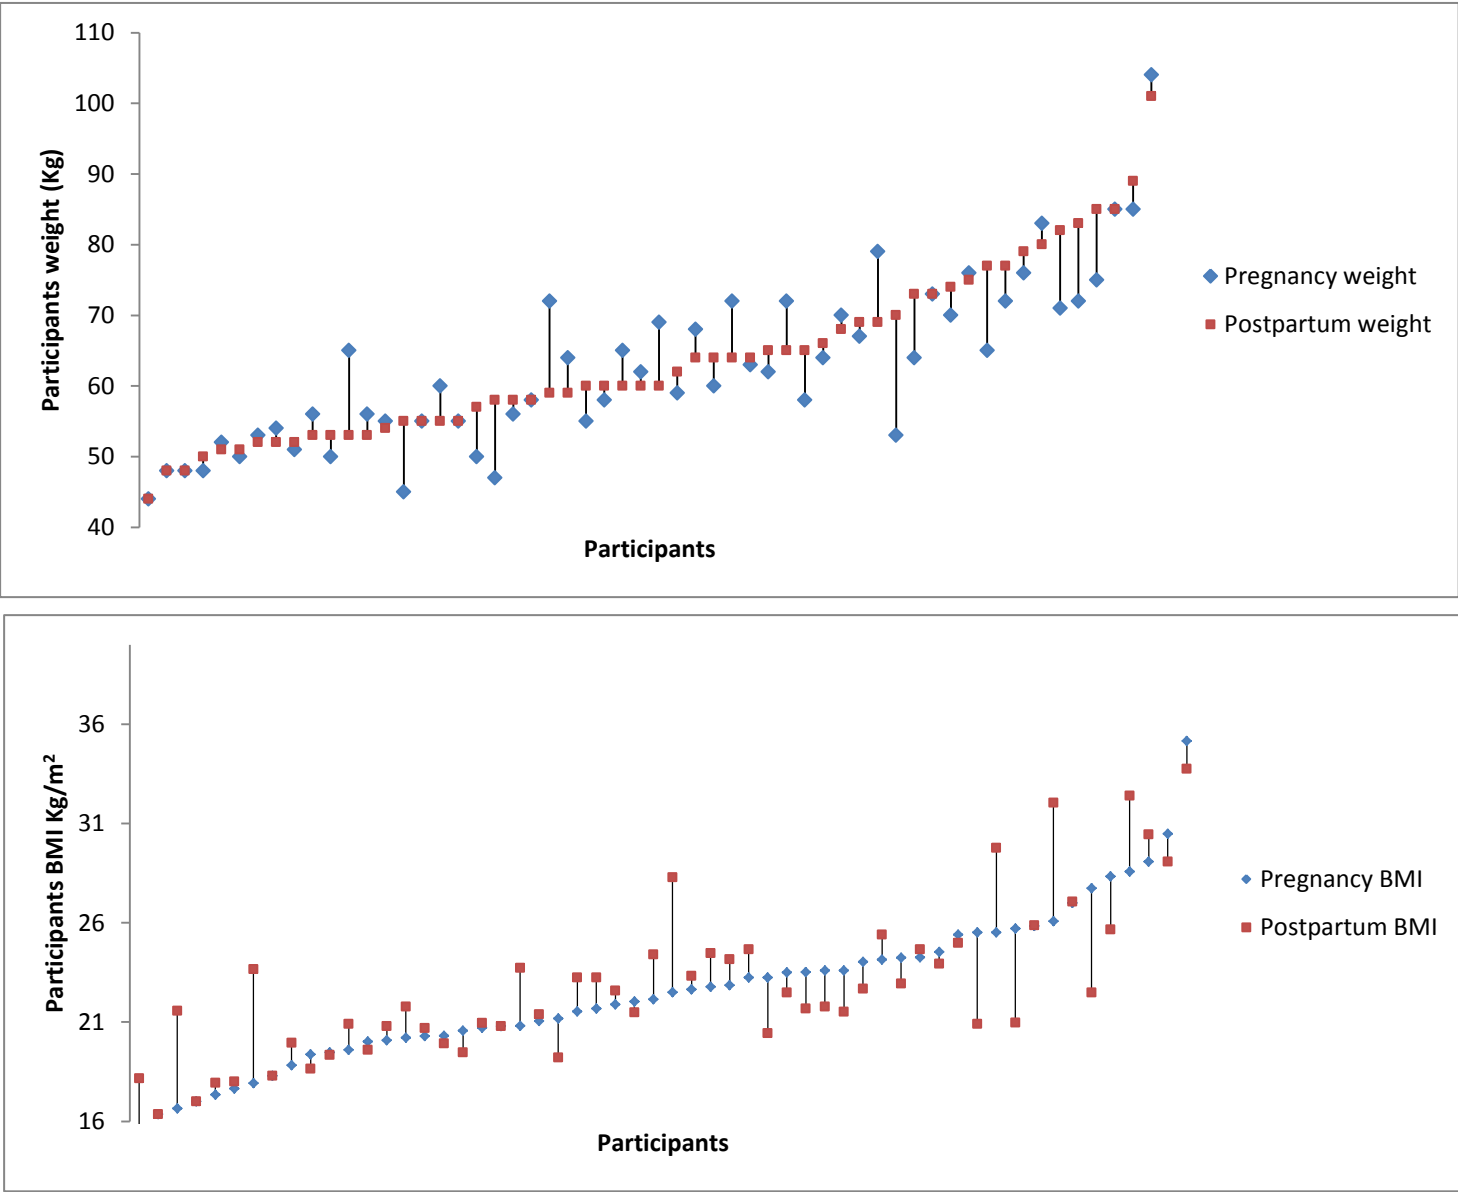 110
100
90
80
70
60
50
40
Participants weight (Kg)
Participants
Pregnancy weight
Postpartum weight
36
31
26
21
16
Participants BMI Kg/m²
Participants
Pregnancy BMI
Postpartum BMI